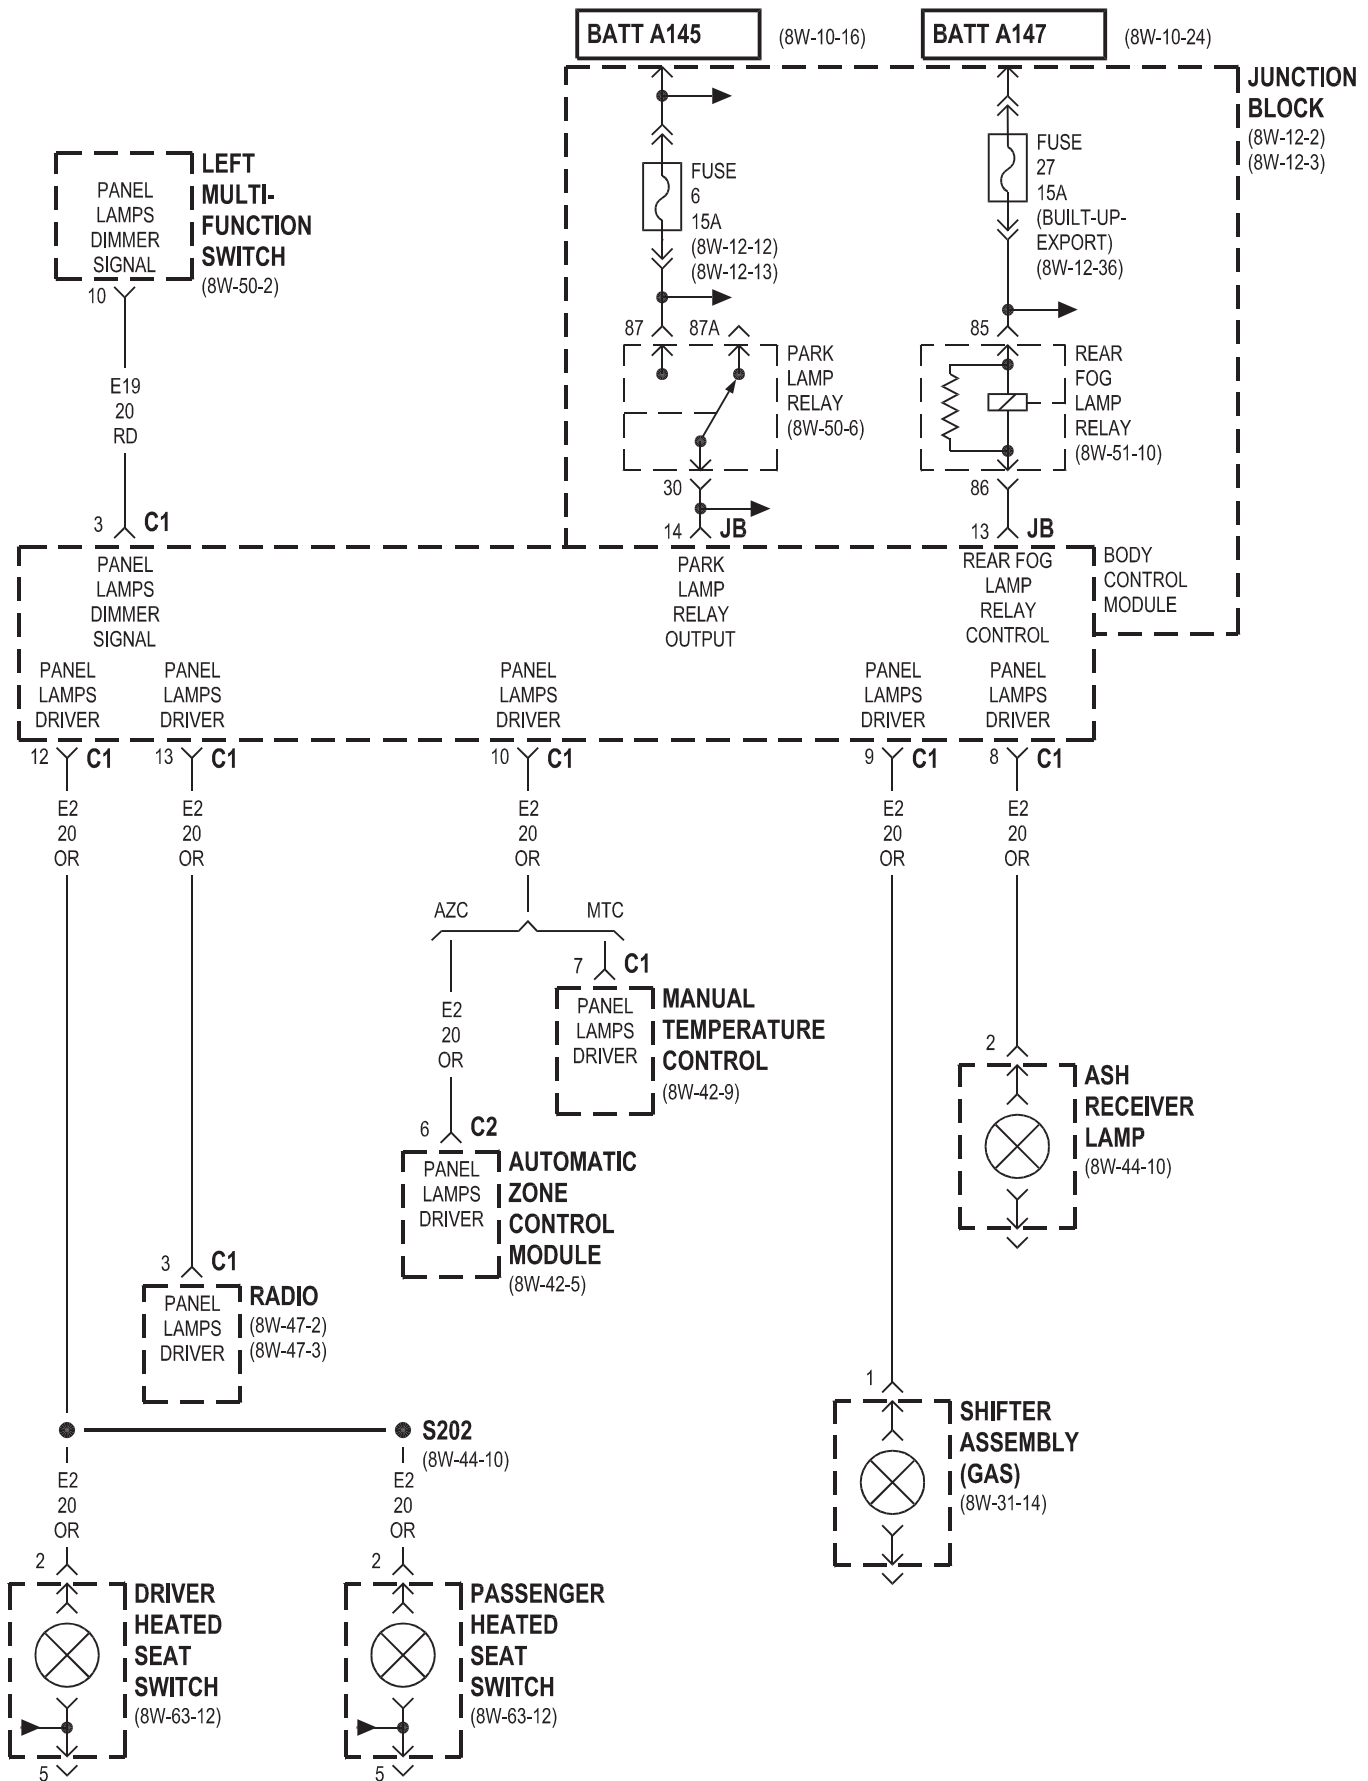 BATT A145
(8W-10-16)
BATT A147
(8W-10-24)
JUNCTION
BLOCK
(8W-12-2)
(8W-12-3)
FUSE
6
15A
(8W-12-12)
(8W-12-13)
FUSE
27
15A
(BUILT-UP-
EXPORT)
(8W-12-36)
PANEL
LAMPS
DIMMER
SIGNAL
LEFT
MULTI-
FUNCTION
SWITCH
(8W-50-2)
10
E19
20
RD
3
C1
87
87A
PARK
LAMP
RELAY
(8W-50-6)
30
14
JB
85
REAR
FOG
LAMP
RELAY
(8W-51-10)
86
13
JB
PANEL
LAMPS
DIMMER
SIGNAL
PARK
LAMP
RELAY
OUTPUT
REAR FOG
LAMP
RELAY
CONTROL
BODY
CONTROL
MODULE
PANEL
LAMPS
DRIVER
PANEL
LAMPS
DRIVER
PANEL
LAMPS
DRIVER
PANEL
LAMPS
DRIVER
PANEL
LAMPS
DRIVER
12
C1
13
C1
10
C1
9
C1
8
C1
E2
20
OR
E2
20
OR
E2
20
OR
E2
20
OR
E2
20
OR
AZC
MTC
7
C1
PANEL
LAMPS
DRIVER
MANUAL
TEMPERATURE
CONTROL
(8W-42-9)
E2
20
OR
6
C2
PANEL
LAMPS
DRIVER
AUTOMATIC
ZONE
CONTROL
MODULE
(8W-42-5)
2
ASH
RECEIVER
LAMP
(8W-44-10)
3
C1
PANEL
LAMPS
DRIVER
RADIO
(8W-47-2)
(8W-47-3)
1
SHIFTER
ASSEMBLY
(GAS)
(8W-31-14)
S202
(8W-44-10)
E2
20
OR
E2
20
OR
2
DRIVER
HEATED
SEAT
SWITCH
(8W-63-12)
5
2
PASSENGER
HEATED
SEAT
SWITCH
(8W-63-12)
5